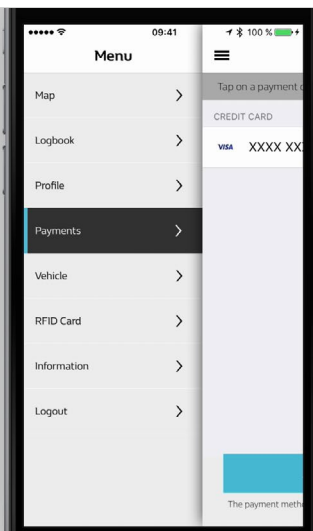 09:41
100 %
Menu
Tap on a payment
Map
CREDIT CARD
Logbook
VISA XXXX XX
Profile
Payments
Vehicle
RFID Card
Information
Logout
The payment